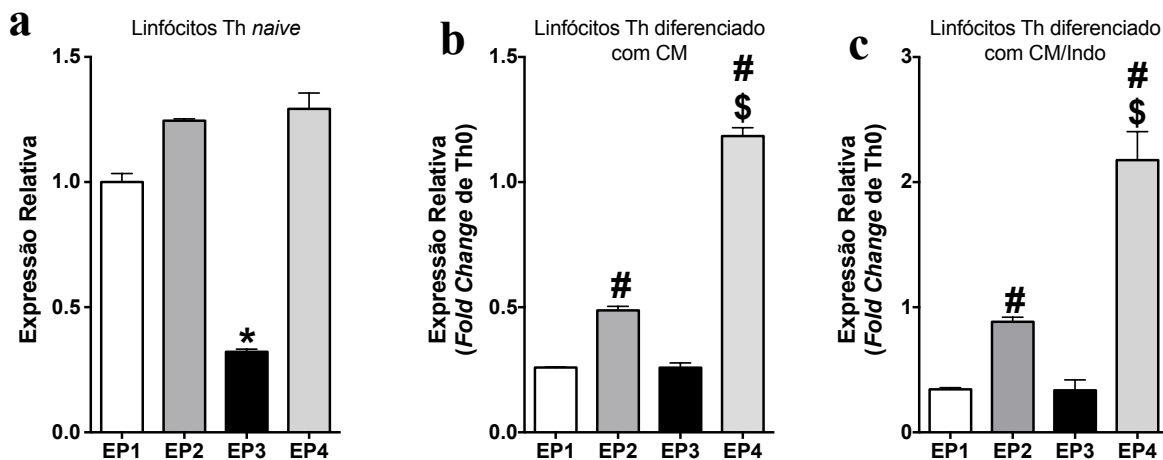 a
Linfócitos Th naive
Expressão Relativa
1.5
1.0
0.5
0.0
*
EP1 EP2 EP3 EP4
b
Linfócitos Th diferenciado
com CM
Expressão Relativa
(Fold Change de Th0)
1.5
1.0
0.5
0.0
#
#
$
EP1 EP2 EP3 EP4
c
Linfócitos Th diferenciado
com CM/Indo
Expressão Relativa
(Fold Change de Th0)
3
2
1
0
#
#
$
EP1 EP2 EP3 EP4